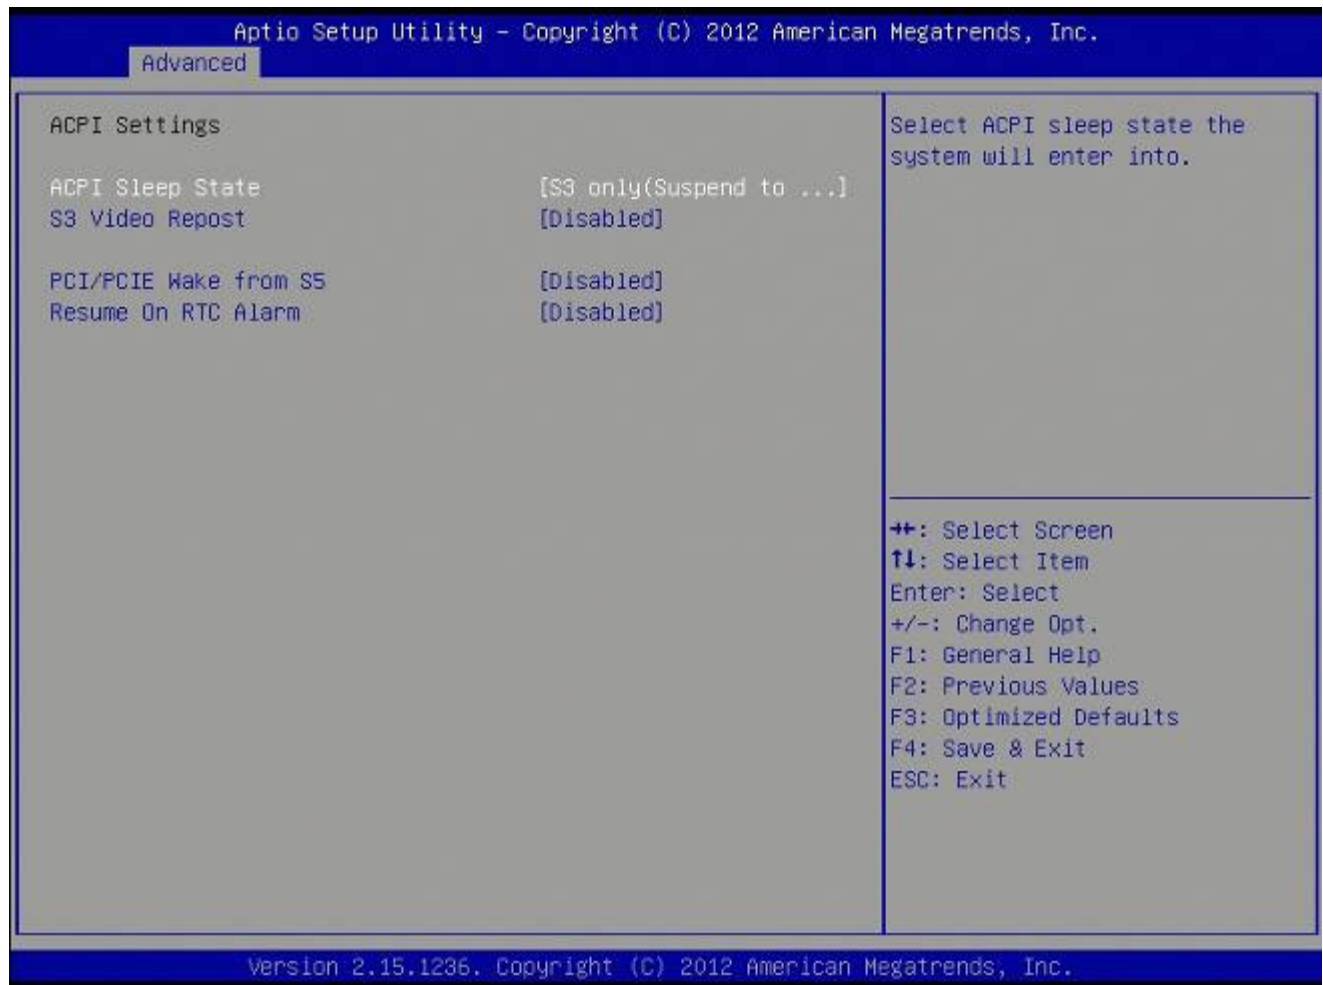 Aptio Setup Utility – Copyright (C) 2012 American Megatrends, Inc.
Advanced
ACPI Settings
ACPI Sleep State [S3 only(Suspend to ...]
S3 Video Repost [Disabled]
PCI/PCIE Wake from S5 [Disabled]
Resume On RTC Alarm [Disabled]
Select ACPI sleep state the
system will enter into.
→←: Select Screen
↑↓: Select Item
Enter: Select
+/-: Change Opt.
F1: General Help
F2: Previous Values
F3: Optimized Defaults
F4: Save & Exit
ESC: Exit
Version 2.15.1236. Copyright (C) 2012 American Megatrends, Inc.